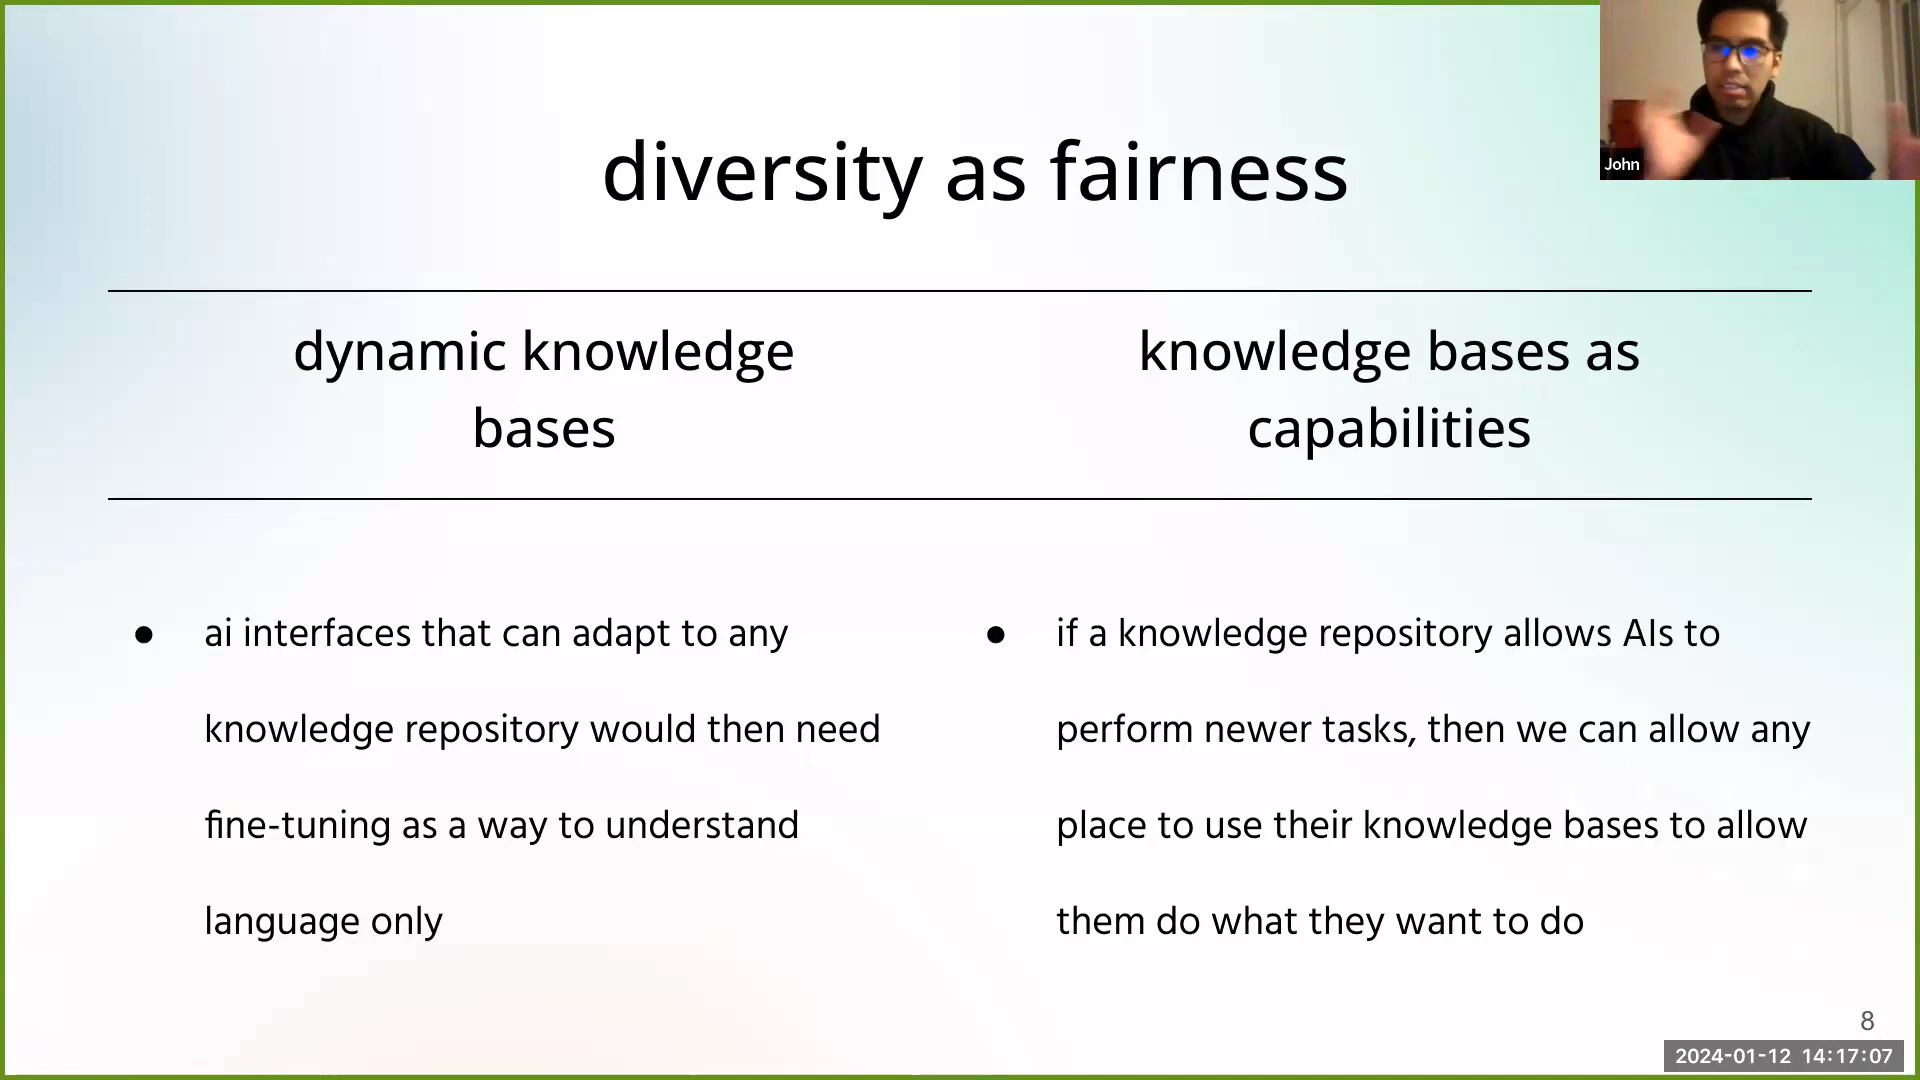 John
diversity as fairness
dynamic knowledge
bases
knowledge bases as
capabilities
● ai interfaces that can adapt to any
knowledge repository would then need
fine-tuning as a way to understand
language only
● if a knowledge repository allows AIs to
perform newer tasks, then we can allow any
place to use their knowledge bases to allow
them do what they want to do
8
2024-01-12 14:17:07